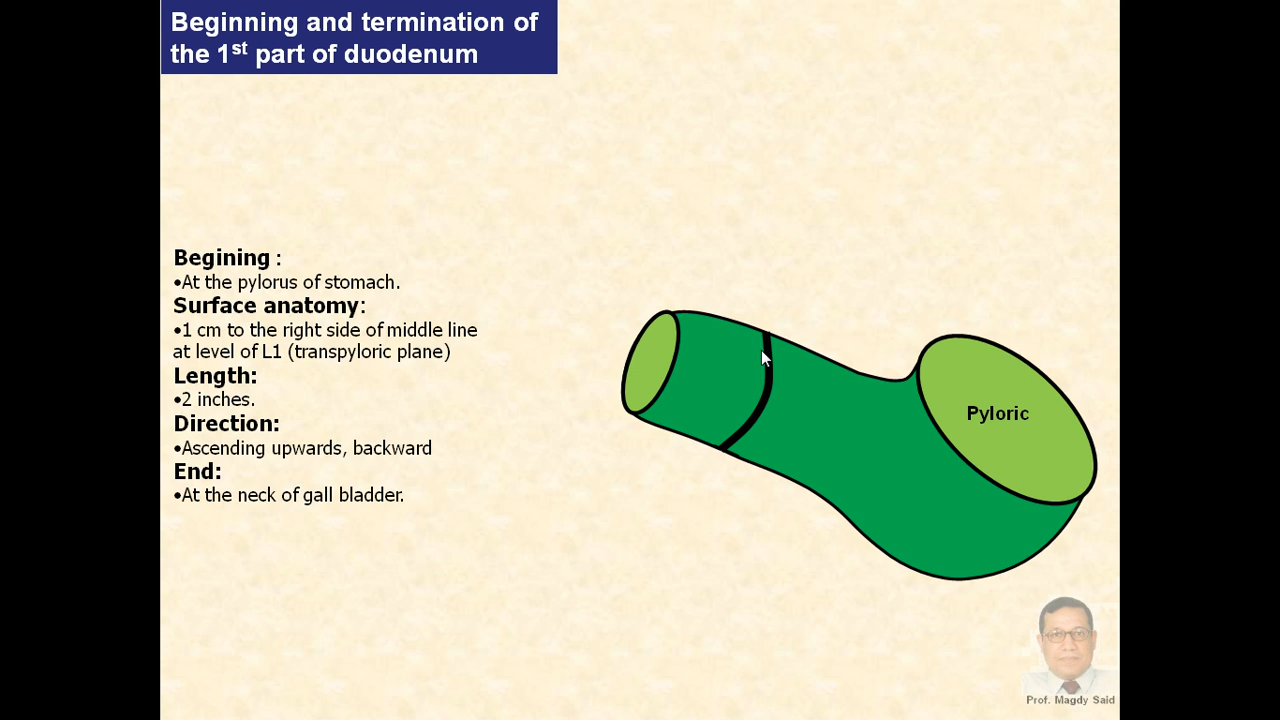 Beginning and termination of
the 1st part of duodenum
Begining :
•At the pylorus of stomach.
Surface anatomy:
•1 cm to the right side of middle line
at level of L1 (transpyloric plane)
Length:
•2 inches.
Direction:
•Ascending upwards, backward
End:
•At the neck of gall bladder.
Pyloric
Prof. Magdy Said